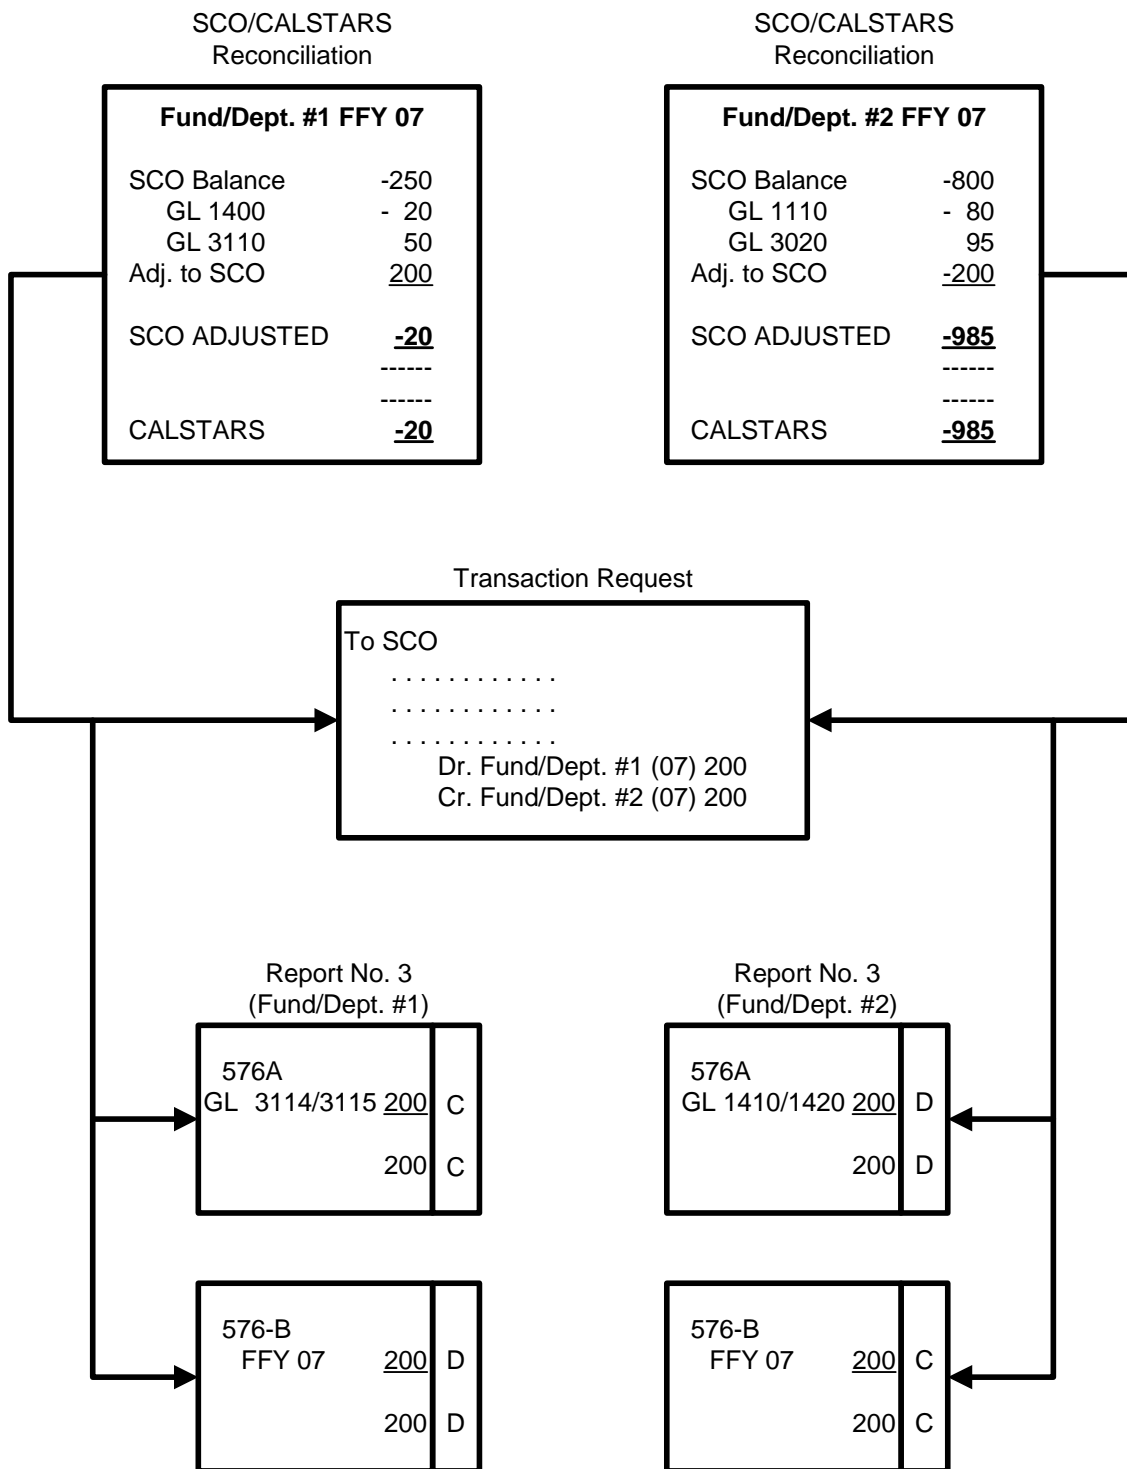 SCO/CALSTARS
Reconciliation
Fund/Dept. #1 FFY 07
SCO Balance -250
GL 1400 - 20
GL 3110 50
Adj. to SCO 200
SCO ADJUSTED -20
------
------
CALSTARS -20
SCO/CALSTARS
Reconciliation
Fund/Dept. #2 FFY 07
SCO Balance -800
GL 1110 - 80
GL 3020 95
Adj. to SCO -200
SCO ADJUSTED -985
------
------
CALSTARS -985
Transaction Request
To SCO
. . . . . . . . . . . .
. . . . . . . . . . . .
. . . . . . . . . . . .
Dr. Fund/Dept. #1 (07) 200
Cr. Fund/Dept. #2 (07) 200
Report No. 3
(Fund/Dept. #1)
576A
GL 3114/3115 200 C
200 C
Report No. 3
(Fund/Dept. #2)
576A
GL 1410/1420 200 D
200 D
576-B
FFY 07 200 D
200 D
576-B
FFY 07 200 C
200 C